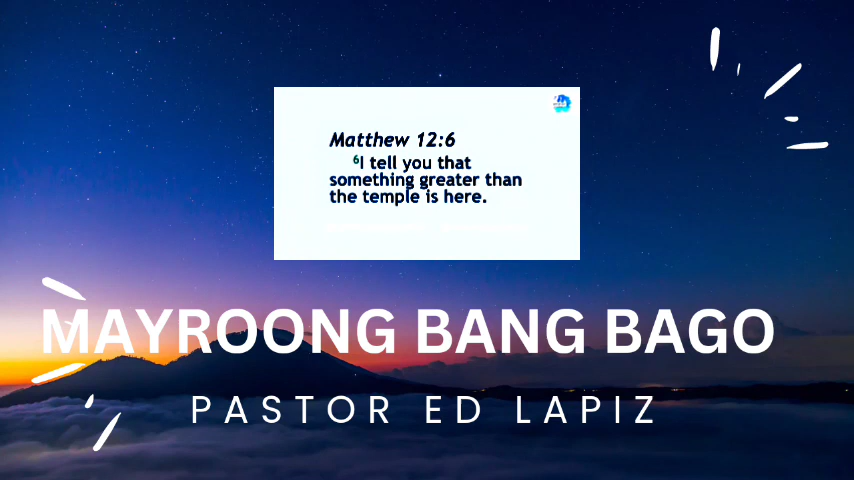 Matthew 12:6
⁶I tell you that
something greater than
the temple is here.
MAYROONG BANG BAGO
PASTOR ED LAPIZ